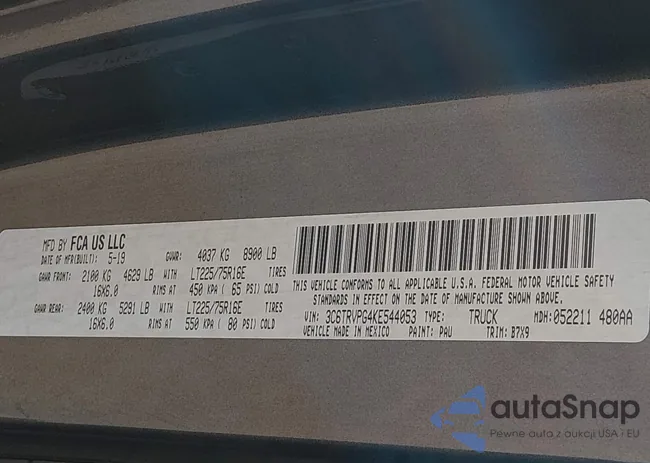 MFD BY FCA US LLC
DATE OF MFR(BUILT): 5-19 GVWR: 4037 KG 8900 LB
GAWR FRONT: 2100 KG 4629 LB WITH LT225/75R16E TIRES
16X6.0 RIMS AT 450 KPA ( 65 PSI) COLD
GAWR REAR: 2400 KG 5291 LB WITH LT225/75R16E TIRES
16X6.0 RIMS AT 550 KPA ( 80 PSI) COLD
THIS VEHICLE CONFORMS TO ALL APPLICABLE U.S.A. FEDERAL MOTOR VEHICLE SAFETY
STANDARDS IN EFFECT ON THE DATE OF MANUFACTURE SHOWN ABOVE.
VIN: 3C6TRVPG4KE544053 TYPE: TRUCK MDH: 052211 480AA
VEHICLE MADE IN MEXICO PAINT: PAU TRIM: B7X9
autaSnap
Pewne auta z aukcji USA i EU